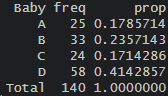 Baby freq prop
A 25 0.1785714
B 33 0.2357143
C 24 0.1714286
D 58 0.4142857
Total 140 1.0000000